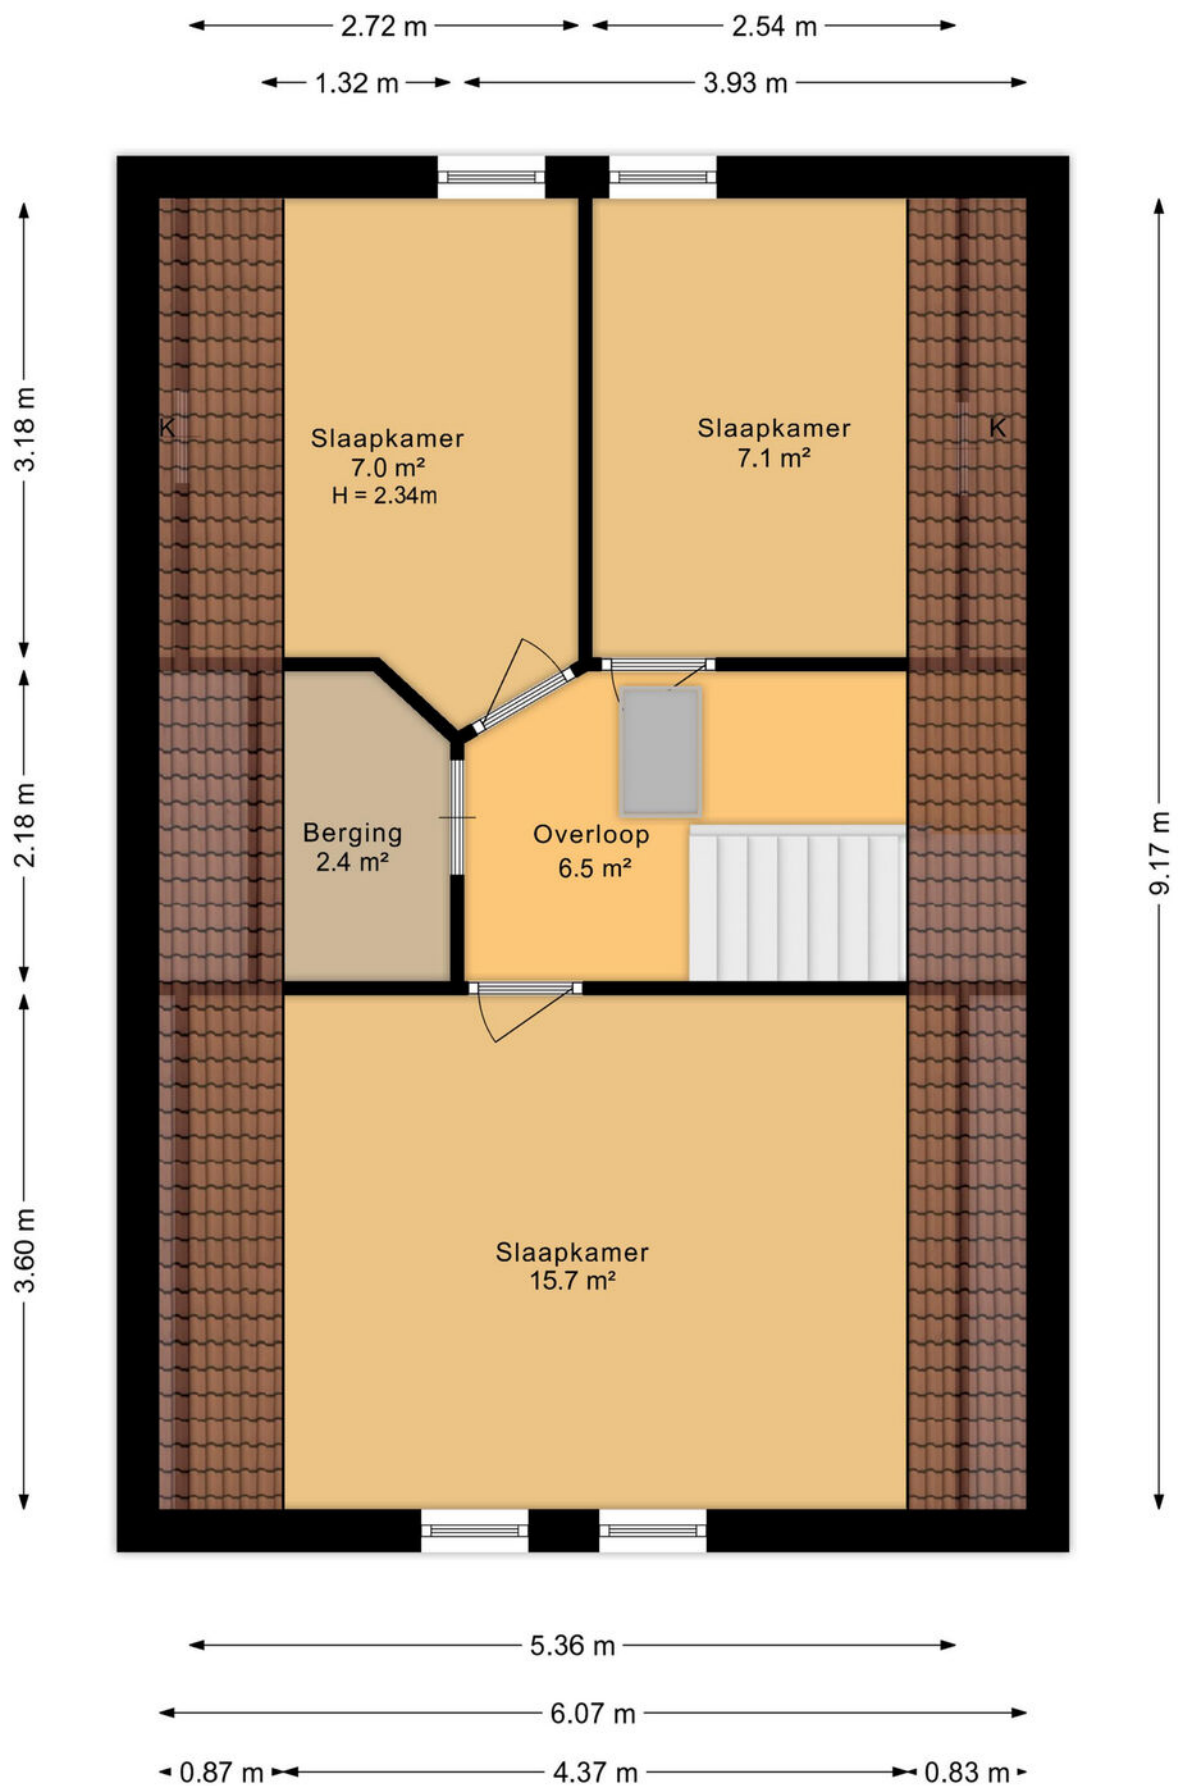 2.72 m
2.54 m
1.32 m
3.93 m
3.18 m
K
K
Slaapkamer
7.0 m²
H = 2.34m
Slaapkamer
7.1 m²
2.18 m
Berging
2.4 m²
Overloop
6.5 m²
9.17 m
3.60 m
Slaapkamer
15.7 m²
5.36 m
6.07 m
0.87 m
4.37 m
0.83 m